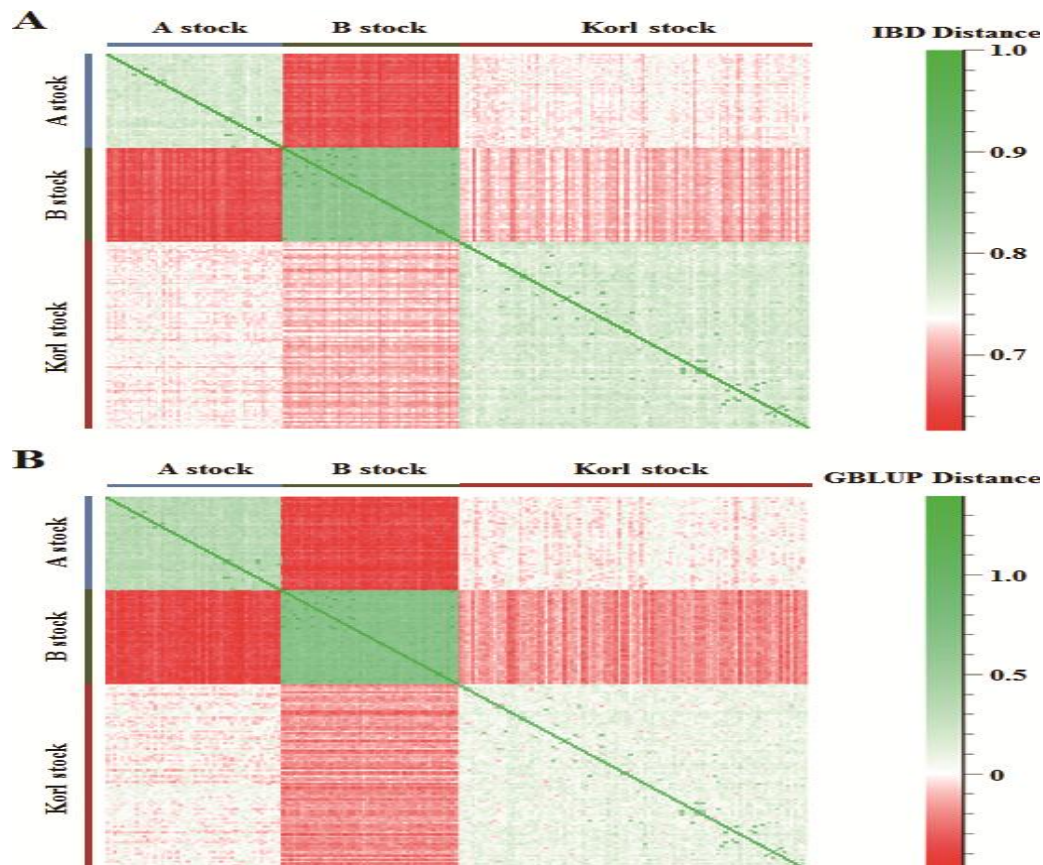 A
A stock B stock Korl stock IBD Distance
A stock
B stock
Korl stock
1.0
0.9
0.8
0.7
B
A stock B stock Korl stock GBLUP Distance
A stock
B stock
Korl stock
1.0
0.5
0